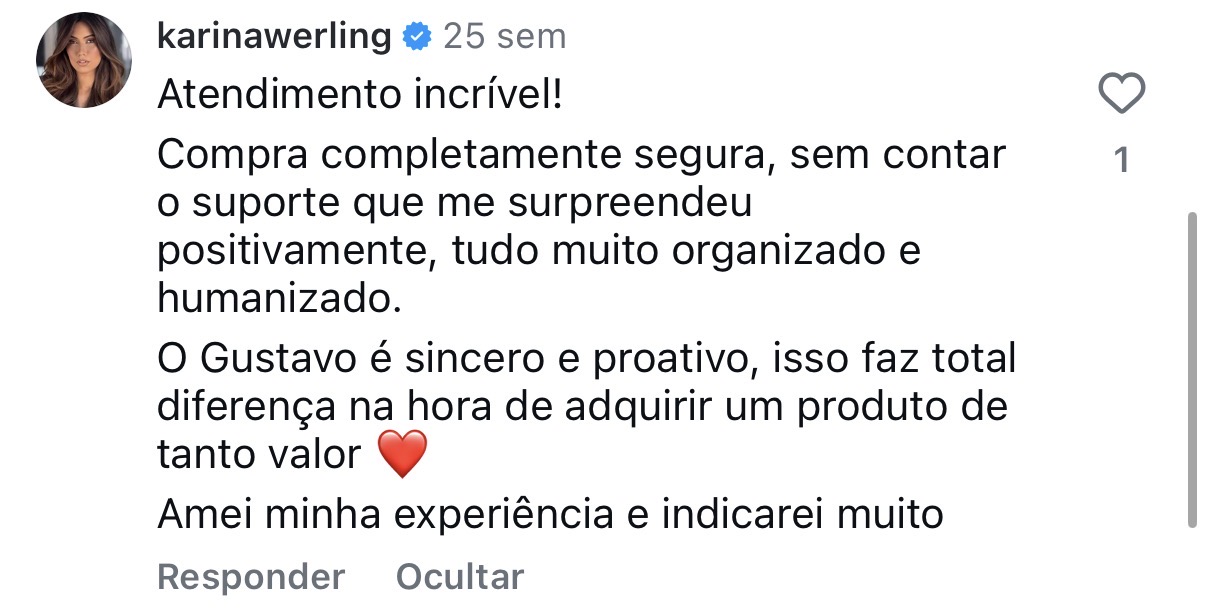 karinawerling 25 sem
Atendimento incrível!
Compra completamente segura, sem contar
o suporte que me surpreendeu
positivamente, tudo muito organizado e
humanizado.
O Gustavo é sincero e proativo, isso faz total
diferença na hora de adquirir um produto de
tanto valor ❤️
Amei minha experiência e indicarei muito
Responder Ocultar
1